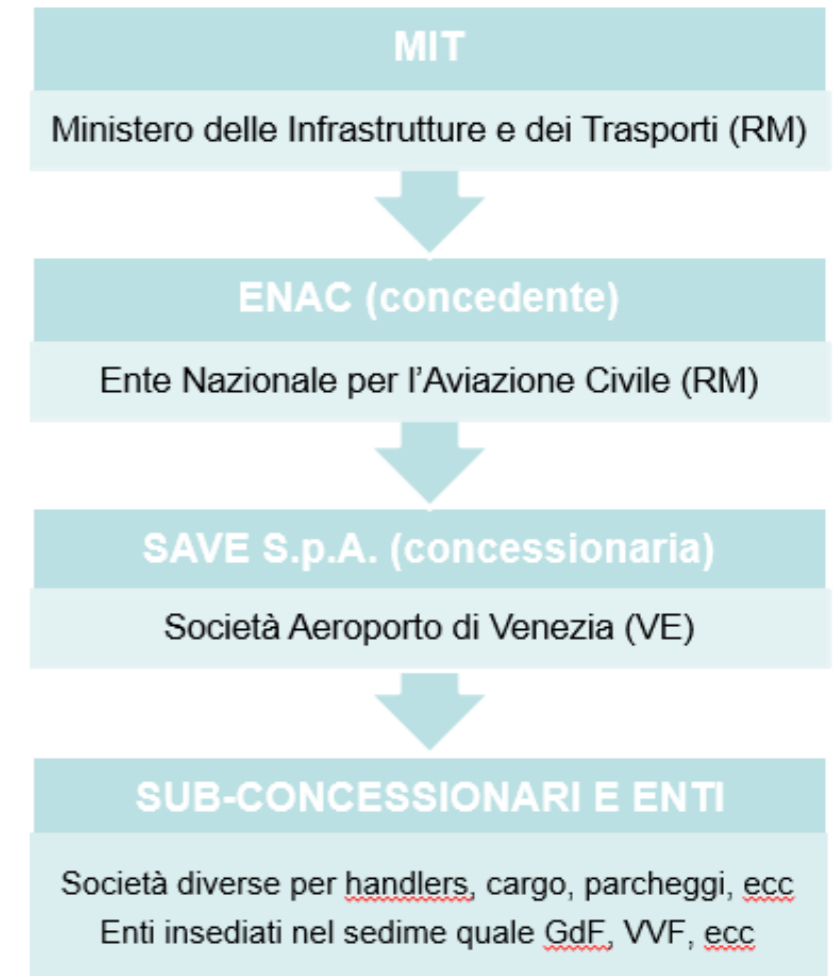 MIT
Ministero delle Infrastrutture e dei Trasporti (RM)
ENAC (concedente)
Ente Nazionale per l’Aviazione Civile (RM)
SAVE S.p.A. (concessionaria)
Società Aeroporto di Venezia (VE)
SUB-CONCESSIONARI E ENTI
Società diverse per handlers, cargo, parcheggi, ecc
Enti insediati nel sedime quale GdF, VVF, ecc